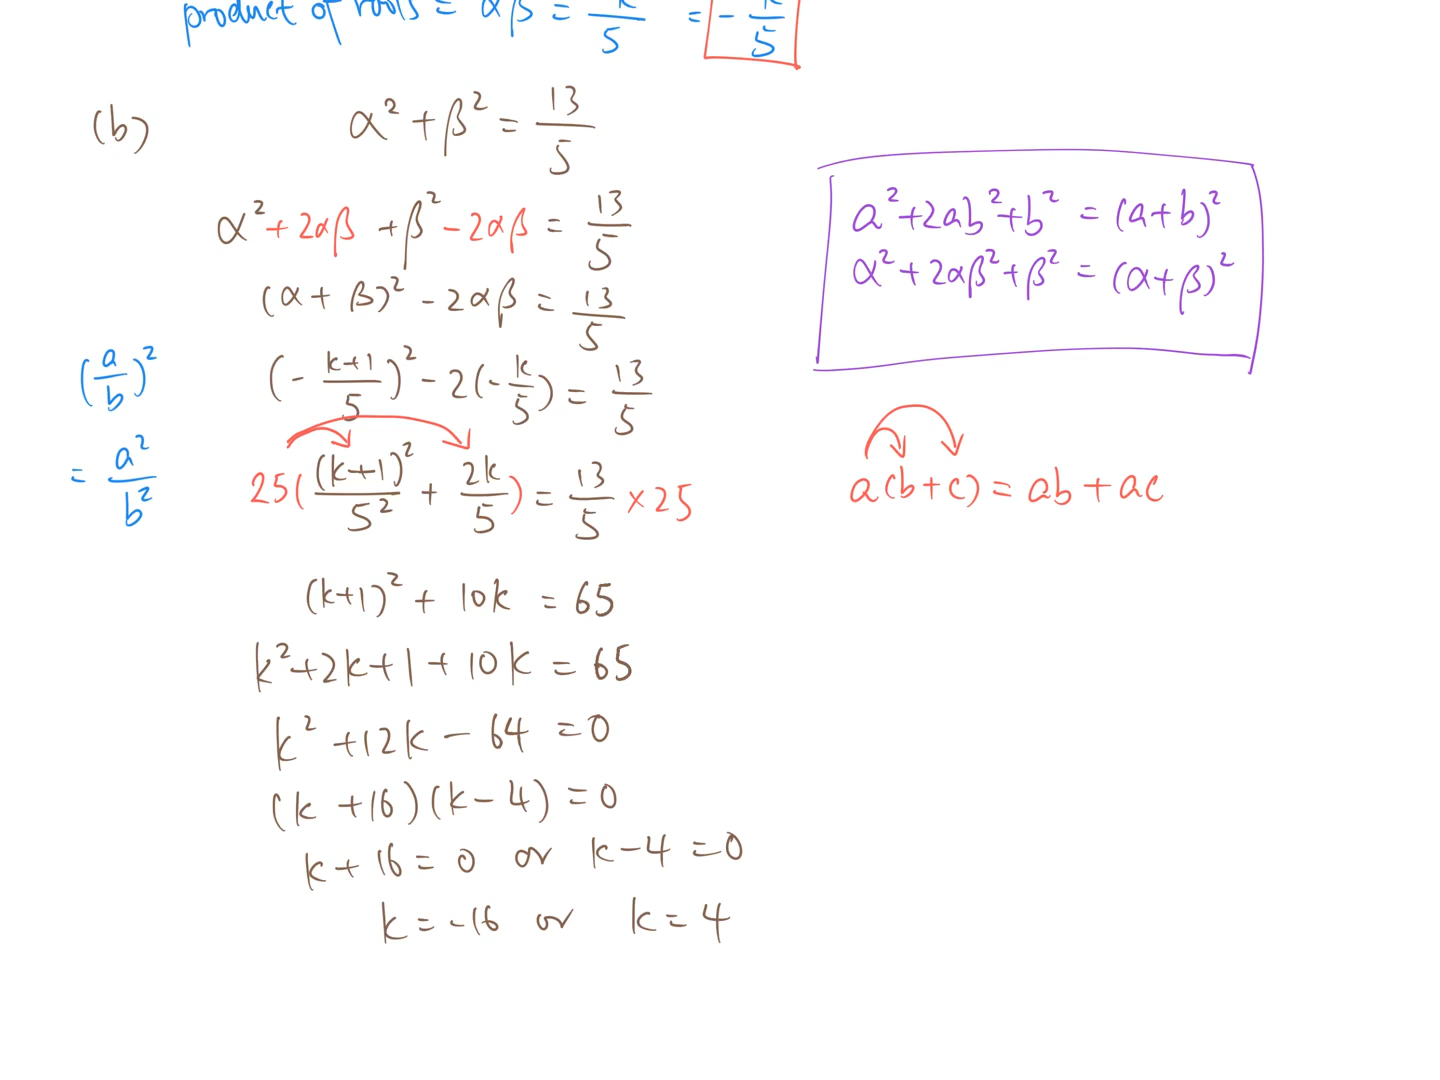 product of roots = αβ = k/5 = -k/5
(b) α² + β² = 13/5
α² + 2αβ + β² - 2αβ = 13/5
(α + β)² - 2αβ = 13/5
(-(k+1)/5)² - 2(-k/5) = 13/5
25((k+1)²/5² + 2k/5) = 13/5 × 25
(k+1)² + 10k = 65
k² + 2k + 1 + 10k = 65
k² + 12k - 64 = 0
(k + 16)(k - 4) = 0
k + 16 = 0 or k - 4 = 0
k = -16 or k = 4
(a/b)²
= a²/b²
a² + 2ab² + b² = (a+b)²
α² + 2αβ² + β² = (α+β)²
a(b+c) = ab + ac